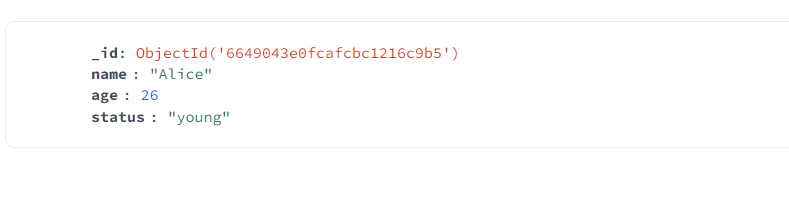 _id: ObjectId('6649043e0fcafcbc1216c9b5')
name : "Alice"
age : 26
status : "young"